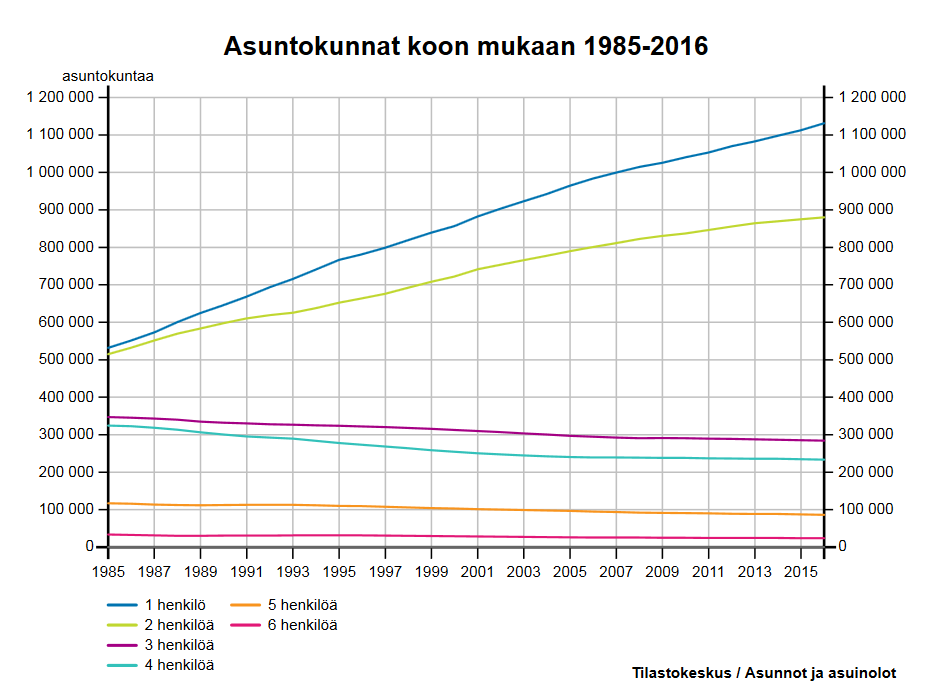 Asuntokunnat koon mukaan 1985-2016
asuntokuntaa
1 200 000 1 200 000
1 100 000 1 100 000
1 000 000 1 000 000
900 000 900 000
800 000 800 000
700 000 700 000
600 000 600 000
500 000 500 000
400 000 400 000
300 000 300 000
200 000 200 000
100 000 100 000
0 0
1985 1987 1989 1991 1993 1995 1997 1999 2001 2003 2005 2007 2009 2011 2013 2015
1 henkilö 5 henkilöä
2 henkilöä 6 henkilöä
3 henkilöä
4 henkilöä
Tilastokeskus / Asunnot ja asuinolot